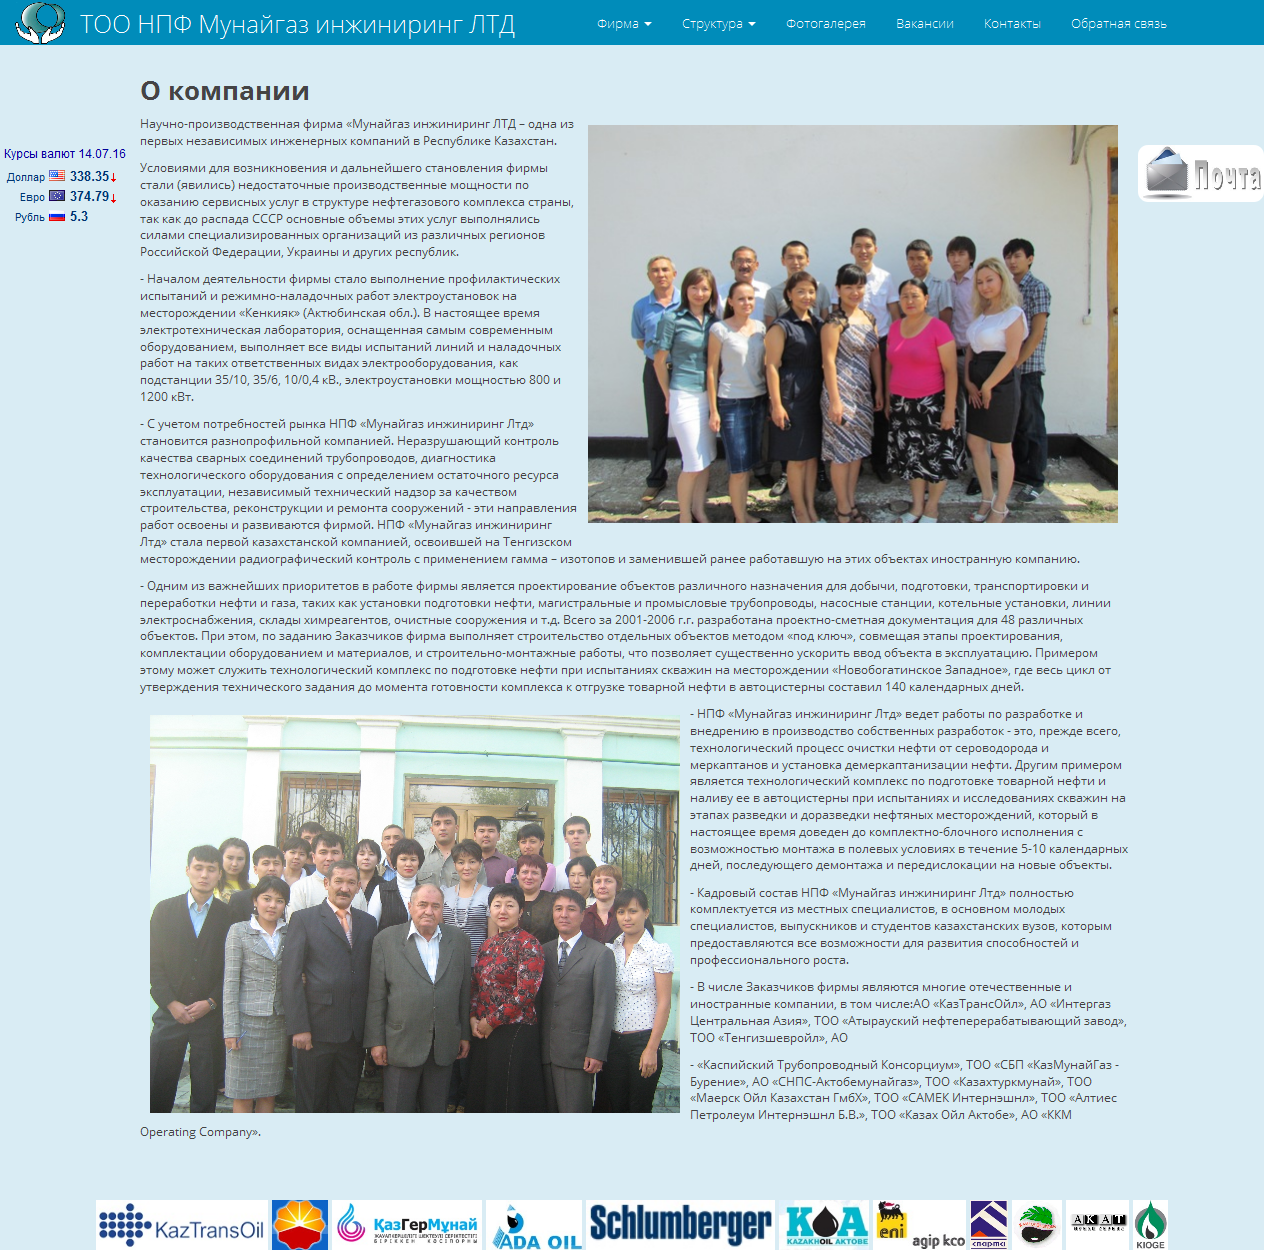 ТОО НПФ Мунайгаз инжиниринг ЛТД
Фирма
Структура
Фотогалерея
Вакансии
Контакты
Обратная связь
О компании
Научно-производственная фирма «Мунайгаз инжиниринг ЛТД – одна из
первых независимых инженерных компаний в Республике Казахстан.
Условиями для возникновения и дальнейшего становления фирмы
стали (явились) недостаточные производственные мощности по
оказанию сервисных услуг в структуре нефтегазового комплекса страны,
так как до распада СССР основные объемы этих услуг выполнялись
силами специализированных организаций из различных регионов
Российской Федерации, Украины и других республик.
- Началом деятельности фирмы стало выполнение профилактических
испытаний и режимно-наладочных работ электроустановок на
месторождении «Кенкияк» (Актюбинская обл.). В настоящее время
электротехническая лаборатория, оснащенная самым современным
оборудованием, выполняет все виды испытаний линий и наладочных
работ на таких ответственных видах электрооборудования, как
подстанции 35/10, 35/6, 10/0,4 кВ., электроустановки мощностью 800 и
1200 кВт.
- С учетом потребностей рынка НПФ «Мунайгаз инжиниринг Лтд»
становится разнопрофильной компанией. Неразрушающий контроль
качества сварных соединений трубопроводов, диагностика
технологического оборудования с определением остаточного ресурса
эксплуатации, независимый технический надзор за качеством
строительства, реконструкции и ремонта сооружений - эти направления
работ освоены и развиваются фирмой. НПФ «Мунайгаз инжиниринг
Лтд» стала первой казахстанской компанией, освоившей на Тенгизском
месторождении радиографический контроль с применением гамма – изотопов и заменившей ранее работавшую на этих объектах иностранную компанию.
- Одним из важнейших приоритетов в работе фирмы является проектирование объектов различного назначения для добычи, подготовки, транспортировки и
переработки нефти и газа, таких как установки подготовки нефти, магистральные и промысловые трубопроводы, насосные станции, котельные установки, линии
электроснабжения, склады химреагентов, очистные сооружения и т.д. Всего за 2001-2006 г.г. разработана проектно-сметная документация для 48 различных
объектов. При этом, по заданию Заказчиков фирма выполняет строительство отдельных объектов методом «под ключ», совмещая этапы проектирования,
комплектации оборудованием и материалов, и строительно-монтажные работы, что позволяет существенно ускорить ввод объекта в эксплуатацию. Примером
этому может служить технологический комплекс по подготовке нефти при испытаниях скважин на месторождении «Новобогатинское Западное», где весь цикл от
утверждения технического задания до момента готовности комплекса к отгрузке товарной нефти в автоцистерны составил 140 календарных дней.
- НПФ «Мунайгаз инжиниринг Лтд» ведет работы по разработке и
внедрению в производство собственных разработок - это, прежде всего,
технологический процесс очистки нефти от сероводорода и
меркаптанов и установка демеркаптанизации нефти. Другим примером
является технологический комплекс по подготовке товарной нефти и
наливу ее в автоцистерны при испытаниях и исследованиях скважин на
этапах разведки и доразведки нефтяных месторождений, который в
настоящее время доведен до комплектно-блочного исполнения с
возможностью монтажа в полевых условиях в течение 5-10 календарных
дней, последующего демонтажа и передислокации на новые объекты.
- Кадровый состав НПФ «Мунайгаз инжиниринг Лтд» полностью
комплектуется из местных специалистов, в основном молодых
специалистов, выпускников и студентов казахстанских вузов, которым
предоставляются все возможности для развития способностей и
профессионального роста.
- В числе Заказчиков фирмы являются многие отечественные и
иностранные компании, в том числе:АО «КазТрансОйл», АО «Интергаз
Центральная Азия», ТОО «Атырауский нефтеперерабатывающий завод»,
ТОО «Тенгизшевройл», АО
- «Каспийский Трубопроводный Консорциум», ТОО «СБП «КазМунайГаз -
Бурение», АО «СНПС-Актобемунайгаз», ТОО «Казахтуркмунай», ТОО
«Маерск Ойл Казахстан ГмбХ», ТОО «САМЕК Интернэшнл», ТОО «Алтиес
Петролеум Интернэшнл Б.В.», ТОО «Казах Ойл Актобе», АО «ККМ
Operating Company».
Курсы валют 14.07.16
Доллар 338.35↓
Евро 374.79↓
Рубль 5.3
Почта
KazTransOil
ҚазГерМұнай
ЖАУАПКЕРШІЛІГІ ШЕКТЕУЛІ СЕРІКТЕСТІГІ
БІРІККЕН КӘСІПОРНЫ
ADA OIL
Schlumberger
KOA
KAZAKHOIL AKTOBE
eni
agip kco
спартаі
АКАТ
KIOGE